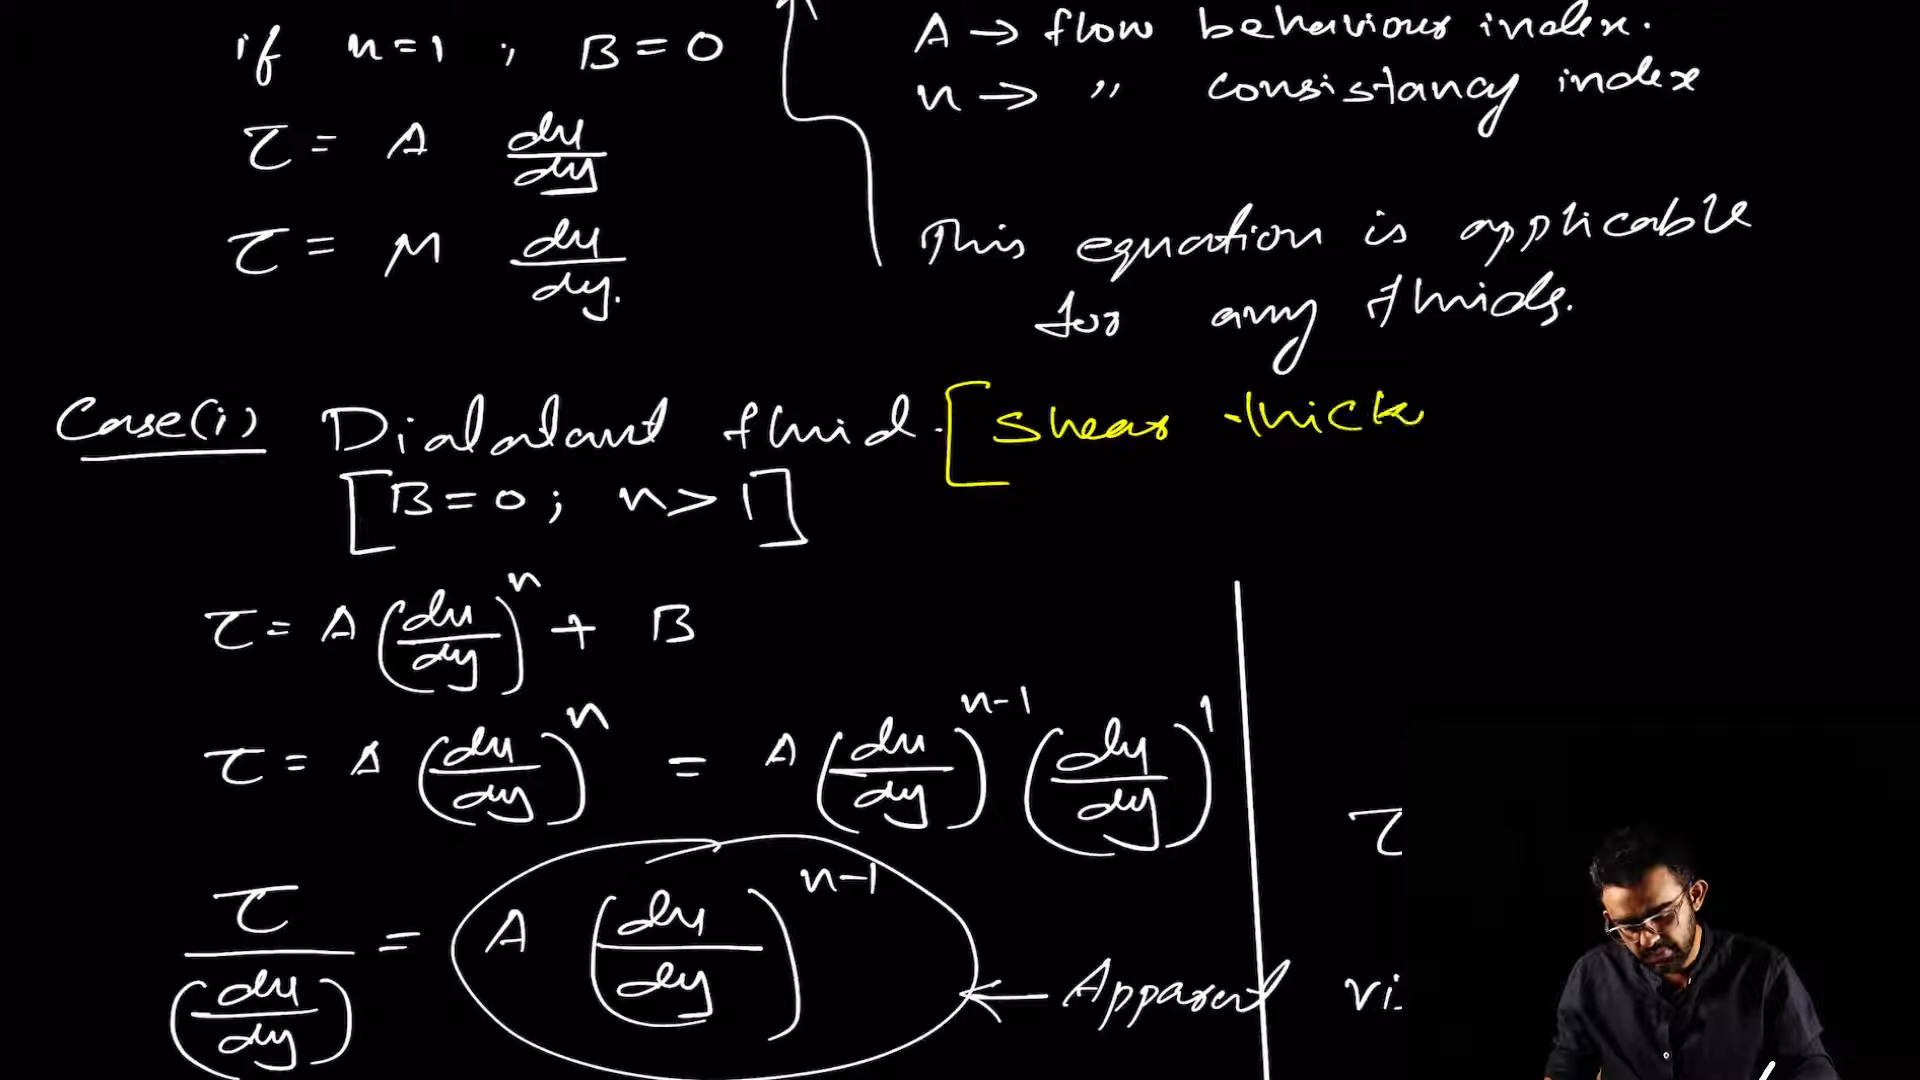 if n=1 , B=0
τ = A du/dy
τ = μ du/dy.
A → flow behaviour index.
n → " consistancy index
This equation is applicable
for any fluids.
Case(i) Dialatant fluid. [Shear thick
[B=0; n>1]
τ = A (du/dy)^n + B
τ = A (du/dy)^n = A (du/dy)^n-1 (du/dy)^1
τ
τ/(du/dy) = A (du/dy)^n-1 ← Apparent vi